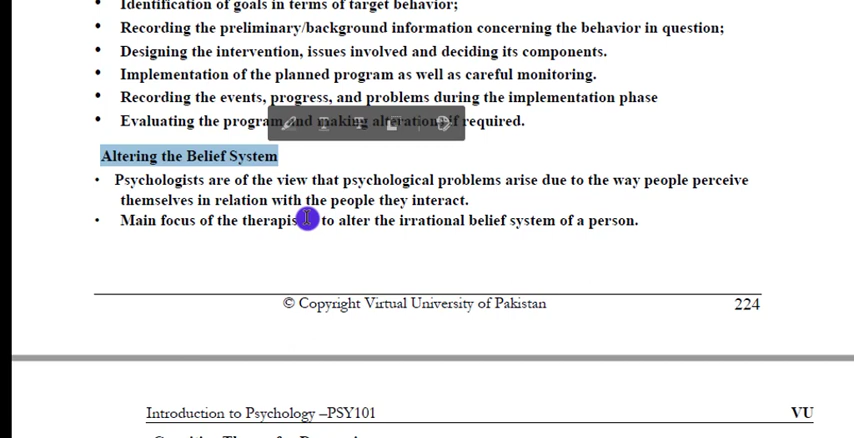 Identification of goals in terms of target behavior;
• Recording the preliminary/background information concerning the behavior in question;
• Designing the intervention, issues involved and deciding its components.
• Implementation of the planned program as well as careful monitoring.
• Recording the events, progress, and problems during the implementation phase
• Evaluating the program and making alterations if required.
Altering the Belief System
• Psychologists are of the view that psychological problems arise due to the way people perceive
themselves in relation with the people they interact.
• Main focus of the therapis to alter the irrational belief system of a person.
© Copyright Virtual University of Pakistan 224
Introduction to Psychology –PSY101 VU